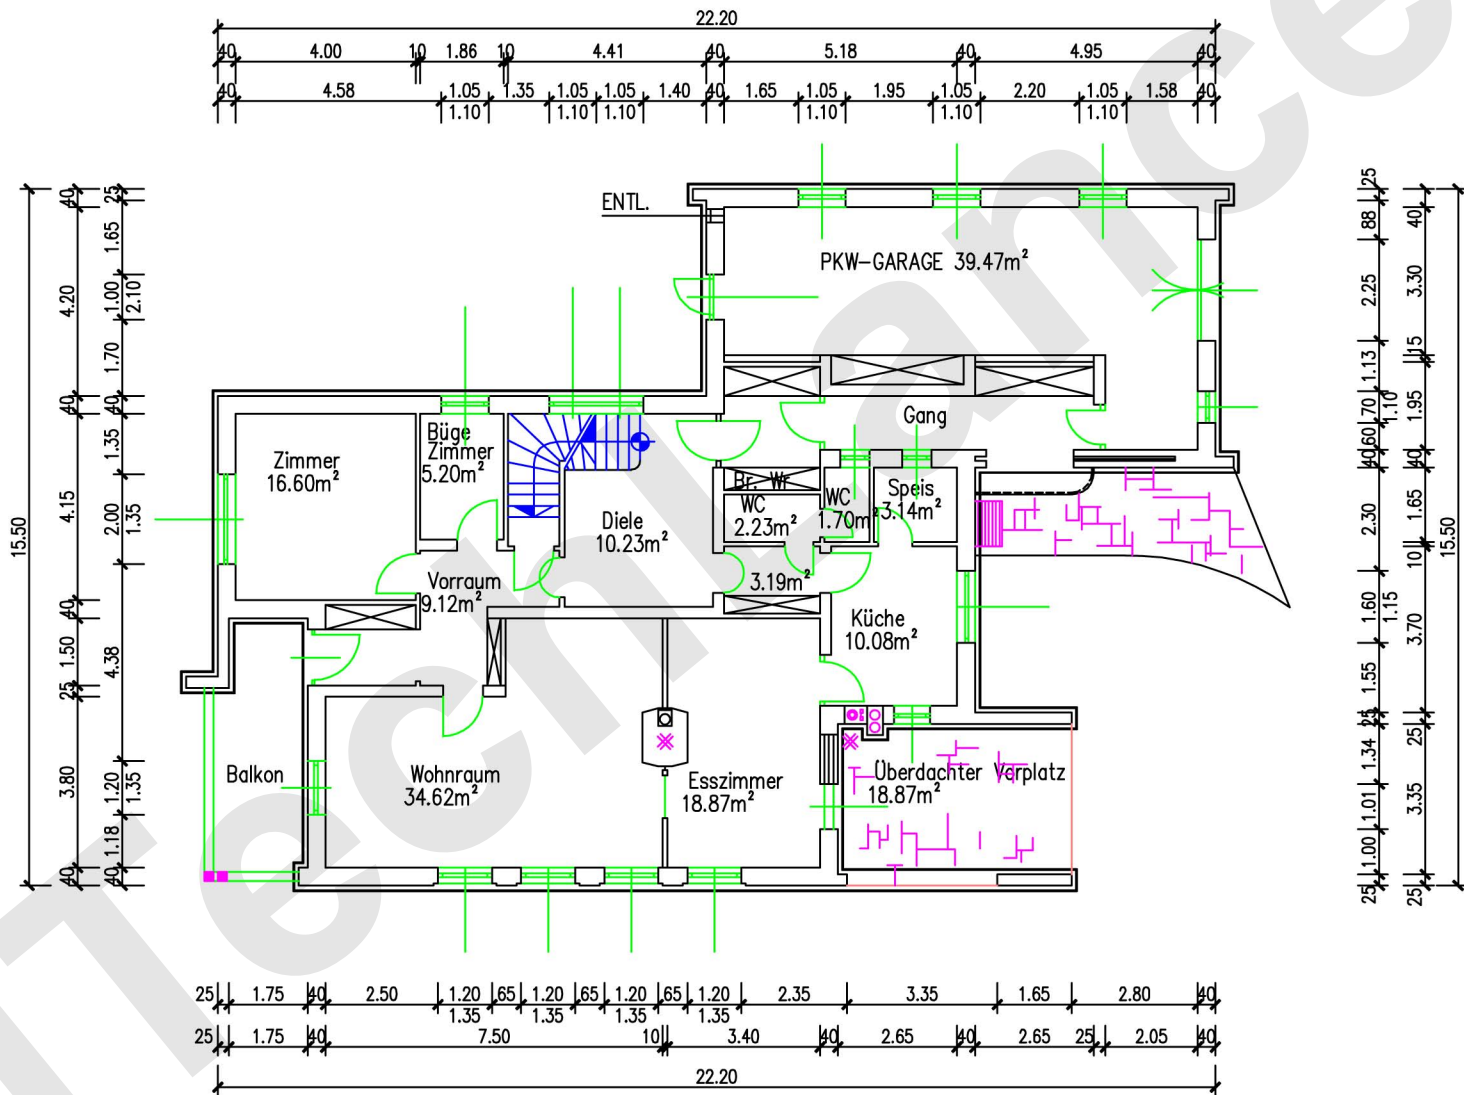 22.20
40 4.00 10 1.86 10 4.41 40 5.18 40 4.95 40
40 4.58 1.05 1.35 1.05 1.05 1.40 40 1.65 1.05 1.95 1.05 2.20 1.05 1.58 40
1.10 1.10 1.10 1.10 1.10 1.10
15.50
40 4.20 40 4.15 40 1.50 25 3.80 40
25 1.65 1.00 1.70 40 1.35 2.00 4.38 1.20 1.18 40
2.10 1.35 1.35
ENTL.
PKW-GARAGE 39.47m²
Gang
Büge
Zimmer
5.20m²
Zimmer
16.60m²
Br. Wr
WC
2.23m²
WC
1.70m²
Speis
3.14m²
Diele
10.23m²
Vorraum
9.12m²
3.19m²
Küche
10.08m²
Balkon
Wohnraum
34.62m²
Esszimmer
18.87m²
Überdachter Vorplatz
18.87m²
25 88 2.25 1.13 70 60 40 2.30 1.60 1.55 25 1.34 1.01 1.00 25
1.10 1.15
40 3.30 15 1.95 40 1.65 10 3.70 25 3.35 25
15.50
25 1.75 40 2.50 1.20 65 1.20 65 1.20 65 1.20 2.35 3.35 1.65 2.80 40
1.35 1.35 1.35 1.35
25 1.75 40 7.50 10 3.40 40 2.65 40 2.65 25 2.05 40
22.20
ITechLance